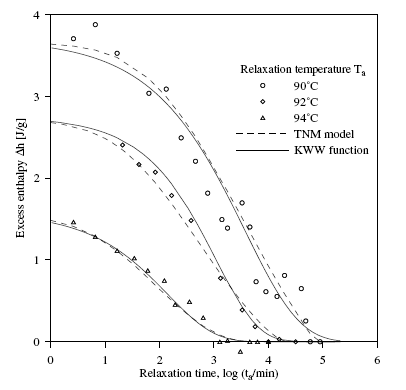 4
3
2
1
0
Excess enthalpy Δh [J/g]
Relaxation temperature Ta
90°C
92°C
94°C
TNM model
KWW function
0 1 2 3 4 5 6
Relaxation time, log (ta/min)